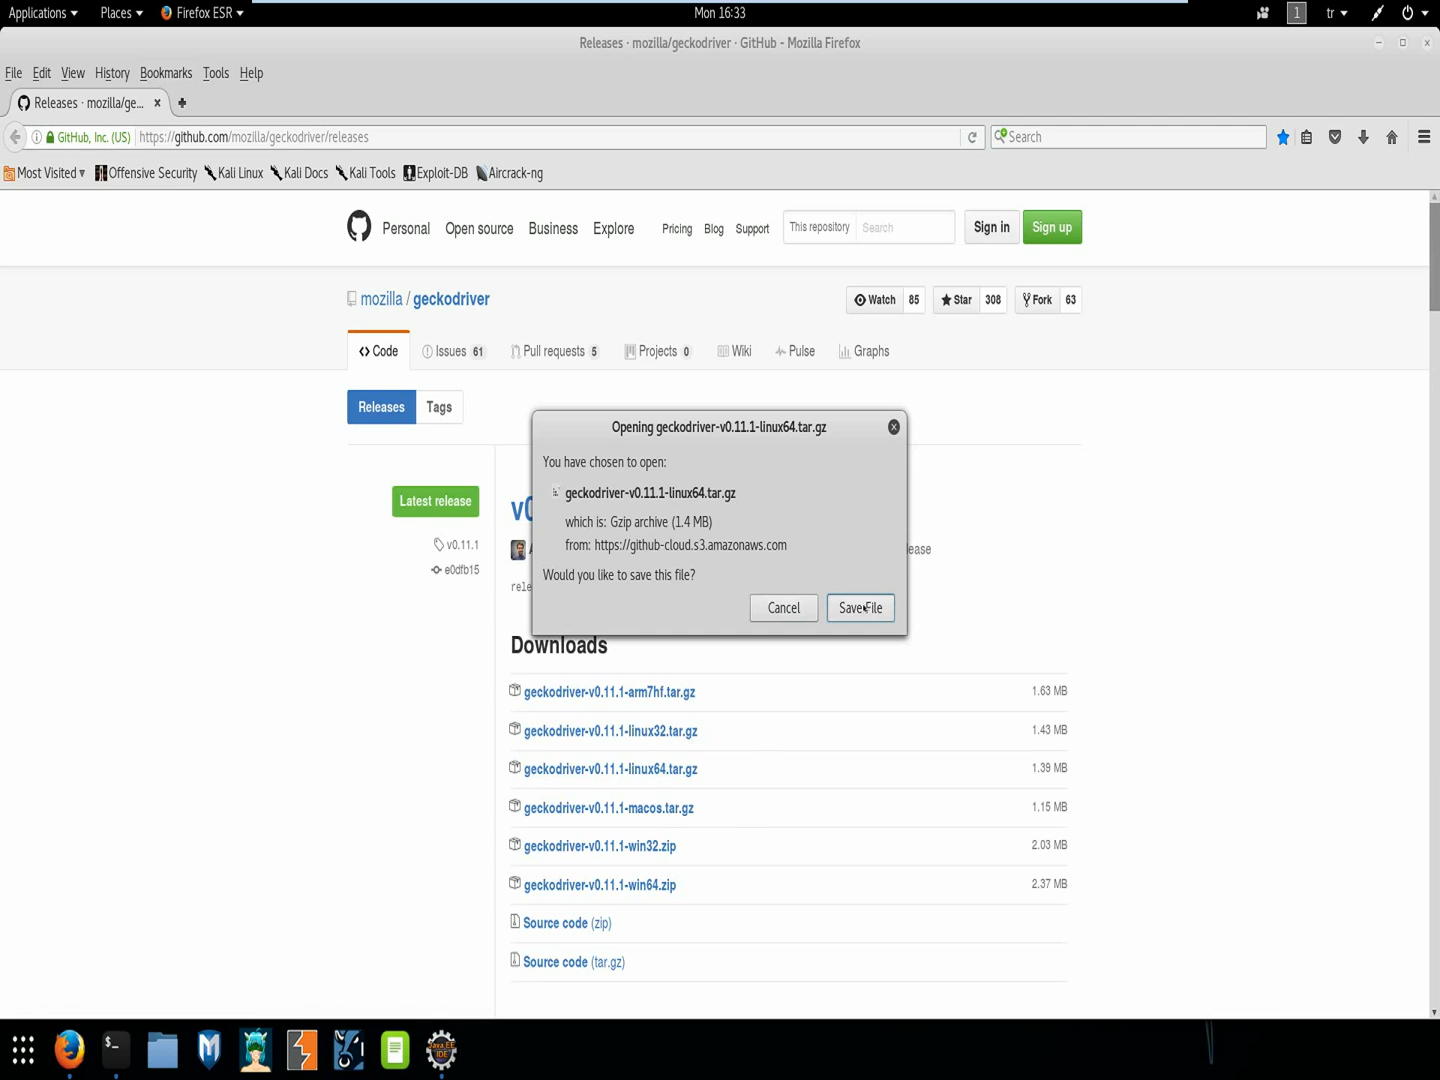 Applications Places Firefox ESR Mon 16:33 1 tr
Releases · mozilla/geckodriver · GitHub - Mozilla Firefox
File Edit View History Bookmarks Tools Help
Releases · mozilla/ge...
GitHub, Inc. (US) https://github.com/mozilla/geckodriver/releases Search
Most Visited Offensive Security Kali Linux Kali Docs Kali Tools Exploit-DB Aircrack-ng
Personal Open source Business Explore Pricing Blog Support This repository Search Sign in Sign up
mozilla / geckodriver Watch 85 Star 308 Fork 63
Code Issues 61 Pull requests 5 Projects 0 Wiki Pulse Graphs
Releases Tags
Opening geckodriver-v0.11.1-linux64.tar.gz
You have chosen to open:
geckodriver-v0.11.1-linux64.tar.gz
which is: Gzip archive (1.4 MB)
from: https://github-cloud.s3.amazonaws.com
Would you like to save this file?
Cancel Save File
Latest release
v0.11.1
e0dfb15
v0
ease
rele
Downloads
geckodriver-v0.11.1-arm7hf.tar.gz 1.63 MB
geckodriver-v0.11.1-linux32.tar.gz 1.43 MB
geckodriver-v0.11.1-linux64.tar.gz 1.39 MB
geckodriver-v0.11.1-macos.tar.gz 1.15 MB
geckodriver-v0.11.1-win32.zip 2.03 MB
geckodriver-v0.11.1-win64.zip 2.37 MB
Source code (zip)
Source code (tar.gz)
Java EE
IDE